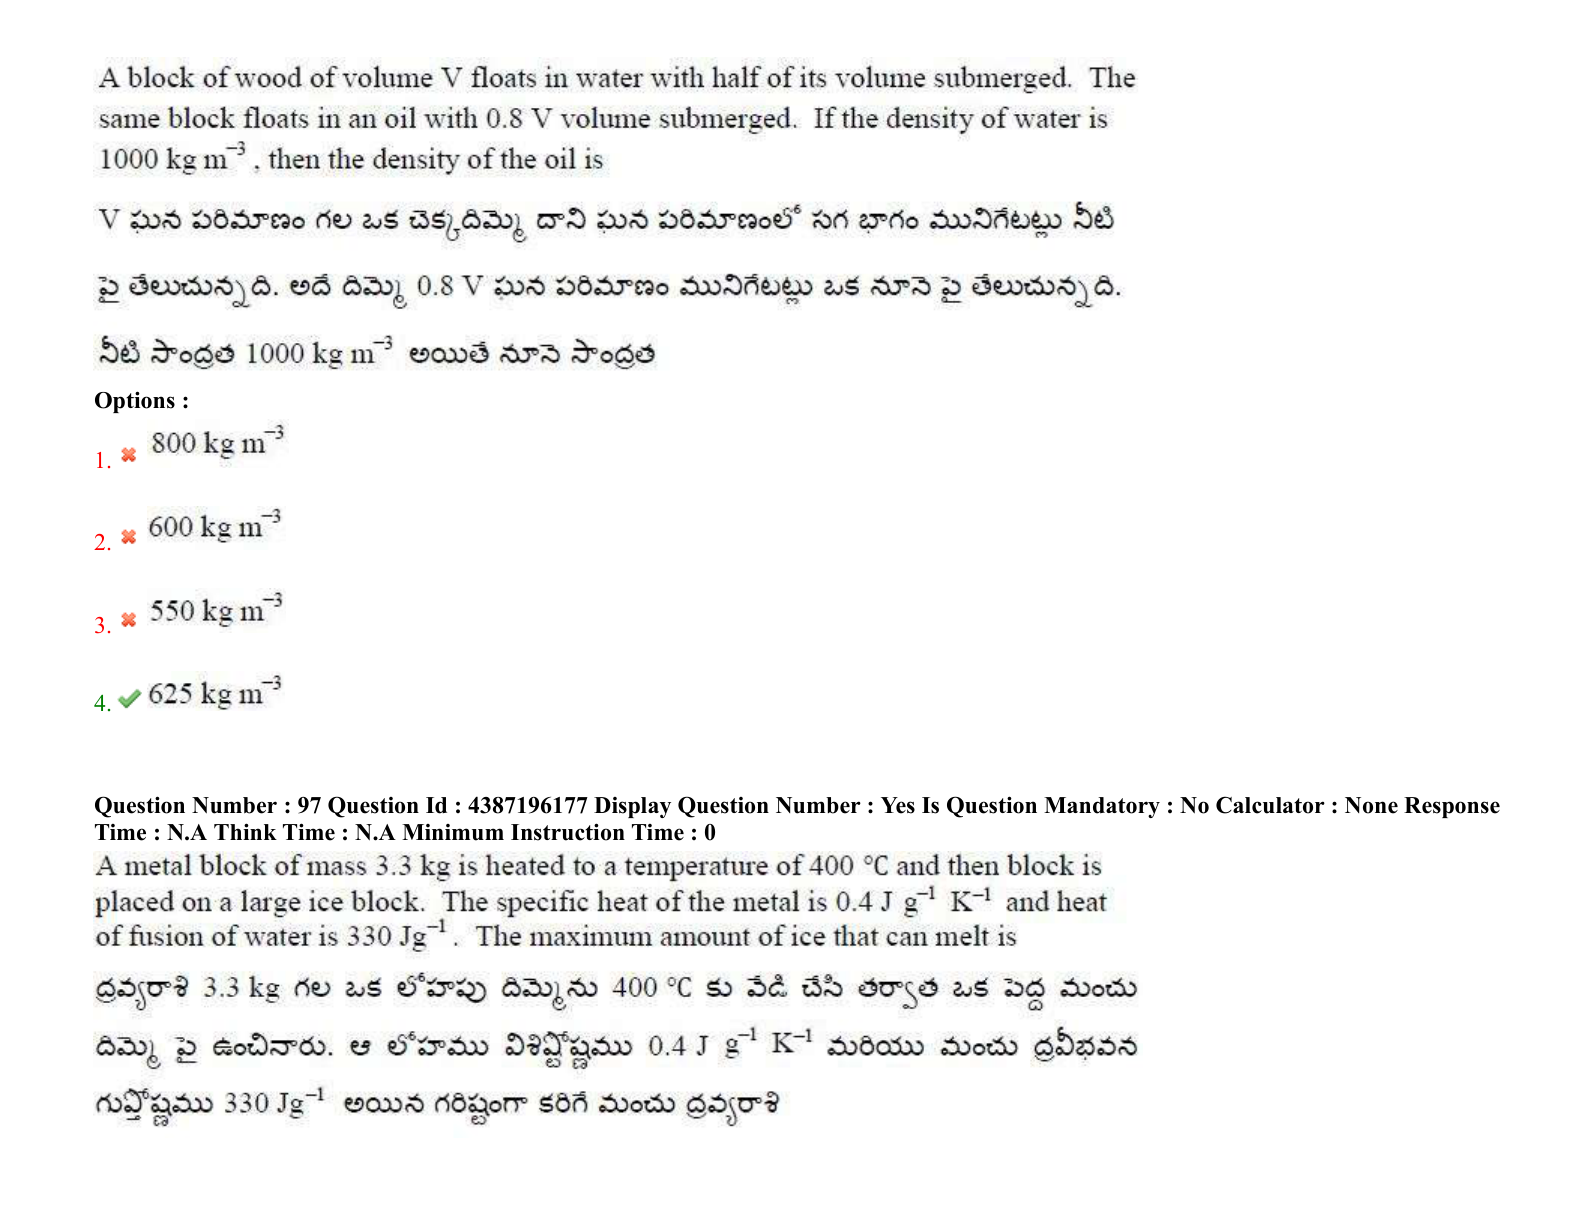 A block of wood of volume V floats in water with half of its volume submerged. The
same block floats in an oil with 0.8 V volume submerged. If the density of water is
1000 kg m⁻³ , then the density of the oil is
V ఘన పరిమాణం గల ఒక చెక్కదిమ్మె దాని ఘన పరిమాణంలో సగ భాగం మునిగేటట్లు నీటి
పై తేలుచున్నది. అదే దిమ్మె 0.8 V ఘన పరిమాణం మునిగేటట్లు ఒక నూనె పై తేలుచున్నది.
నీటి సాంద్రత 1000 kg m⁻³ అయితే నూనె సాంద్రత
Options :
1. 800 kg m⁻³
2. 600 kg m⁻³
3. 550 kg m⁻³
4. 625 kg m⁻³
Question Number : 97 Question Id : 4387196177 Display Question Number : Yes Is Question Mandatory : No Calculator : None Response
Time : N.A Think Time : N.A Minimum Instruction Time : 0
A metal block of mass 3.3 kg is heated to a temperature of 400 °C and then block is
placed on a large ice block. The specific heat of the metal is 0.4 J g⁻¹ K⁻¹ and heat
of fusion of water is 330 Jg⁻¹ . The maximum amount of ice that can melt is
ద్రవ్యరాశి 3.3 kg గల ఒక లోహపు దిమ్మెను 400 °C కు వేడి చేసి తర్వాత ఒక పెద్ద మంచు
దిమ్మె పై ఉంచినారు. ఆ లోహము విశిష్టోష్ణము 0.4 J g⁻¹ K⁻¹ మరియు మంచు ద్రవీభవన
గుప్తోష్ణము 330 Jg⁻¹ అయిన గరిష్టంగా కరిగే మంచు ద్రవ్యరాశి